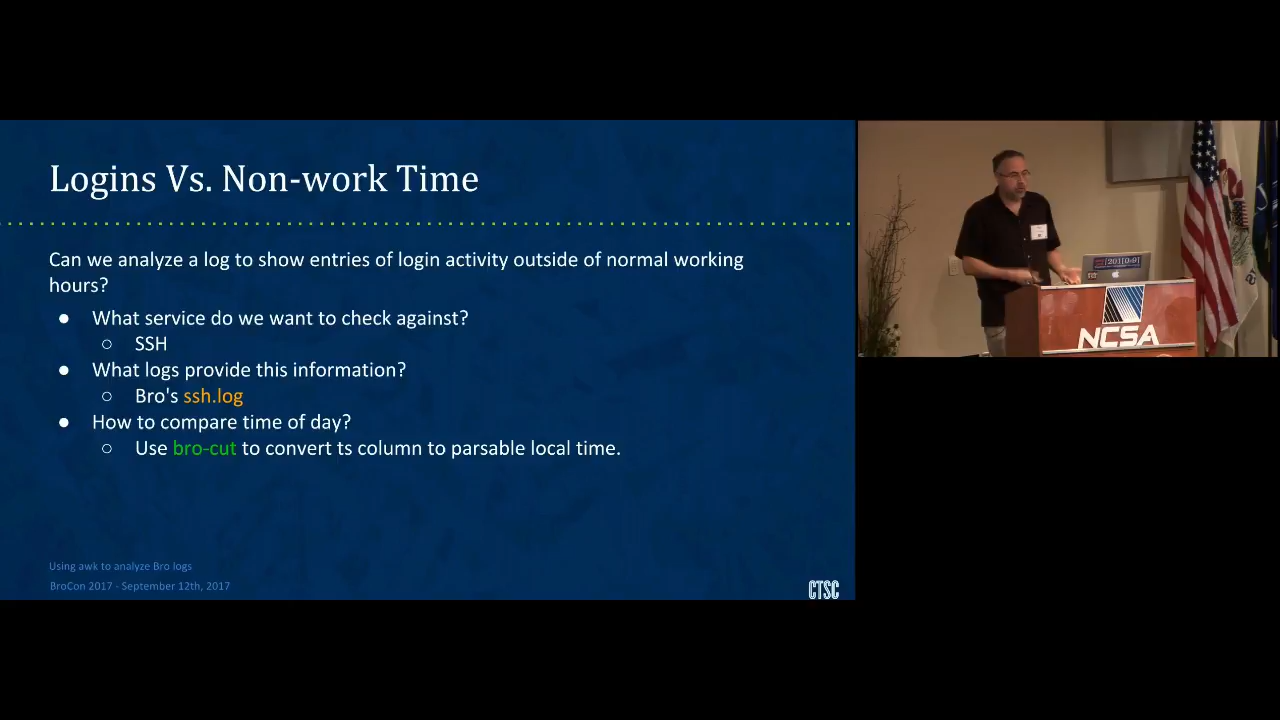 Logins Vs. Non-work Time
Can we analyze a log to show entries of login activity outside of normal working
hours?
● What service do we want to check against?
○ SSH
● What logs provide this information?
○ Bro's ssh.log
● How to compare time of day?
○ Use bro-cut to convert ts column to parsable local time.
Using awk to analyze Bro logs
BroCon 2017 - September 12th, 2017
CTSC
NCSA